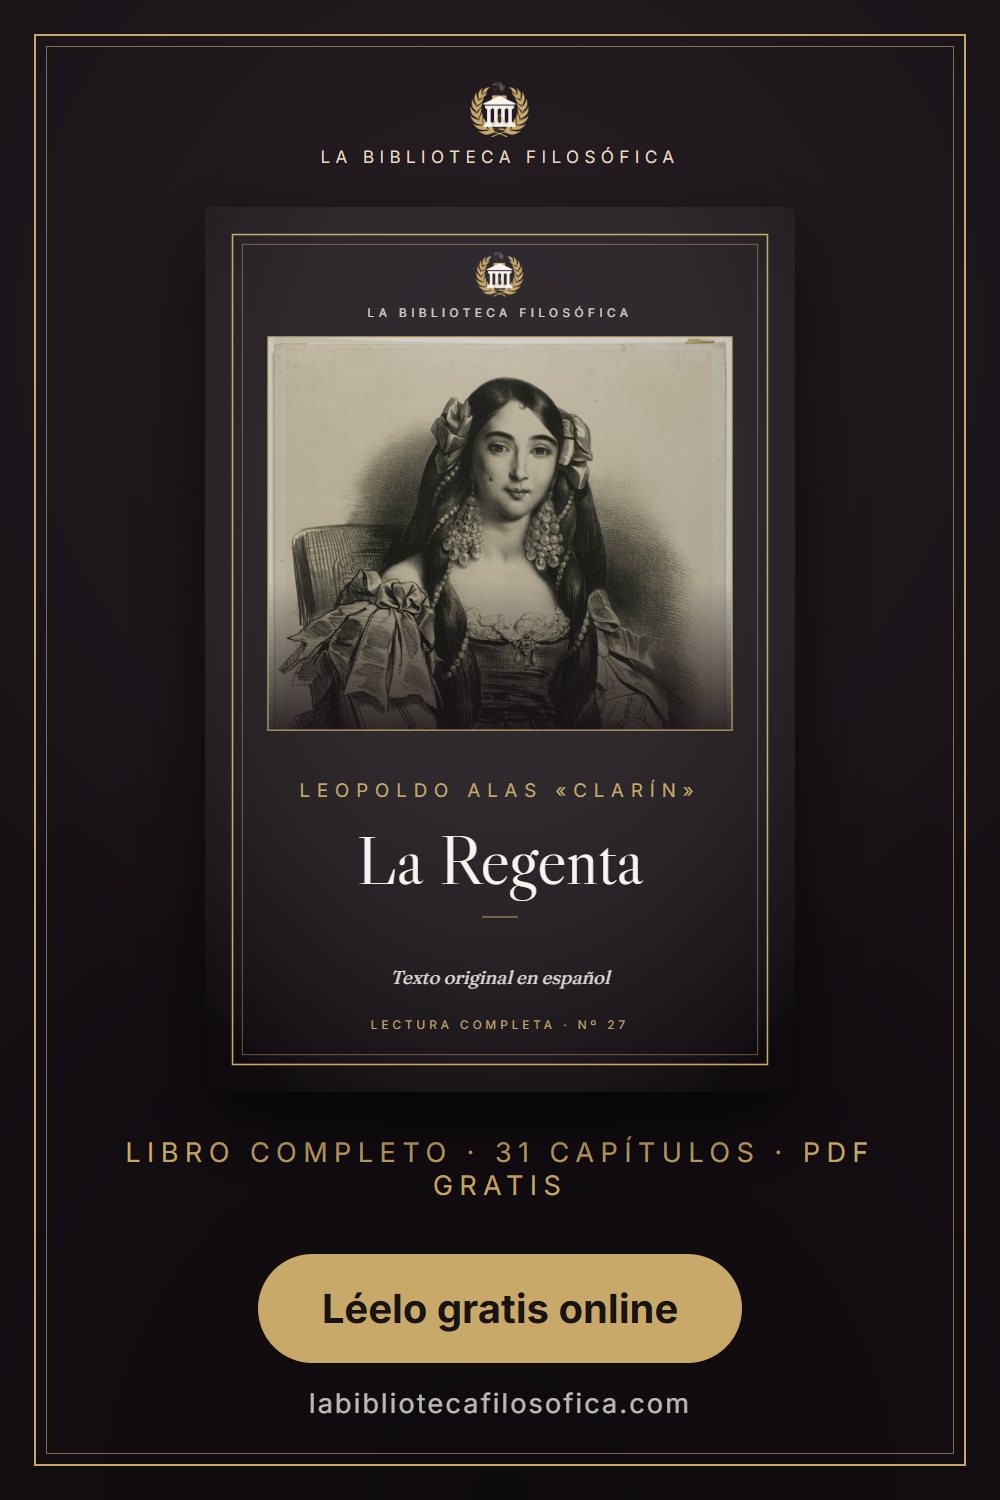 LA BIBLIOTECA FILOSÓFICA
LA BIBLIOTECA FILOSÓFICA
LEOPOLDO ALAS «CLARÍN»
La Regenta
Texto original en español
LECTURA COMPLETA · Nº 27
LIBRO COMPLETO · 31 CAPÍTULOS · PDF
GRATIS
Léelo gratis online
labibliotecafilosofica.com